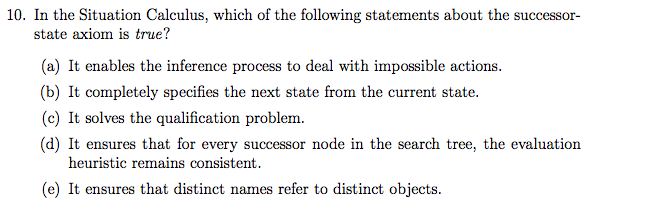 10. In the Situation Calculus, which of the following statements about the successor-
state axiom is true?
(a) It enables the inference process to deal with impossible actions.
(b) It completely specifies the next state from the current state.
(c) It solves the qualification problem.
(d) It ensures that for every successor node in the search tree, the evaluation
heuristic remains consistent.
(e) It ensures that distinct names refer to distinct objects.